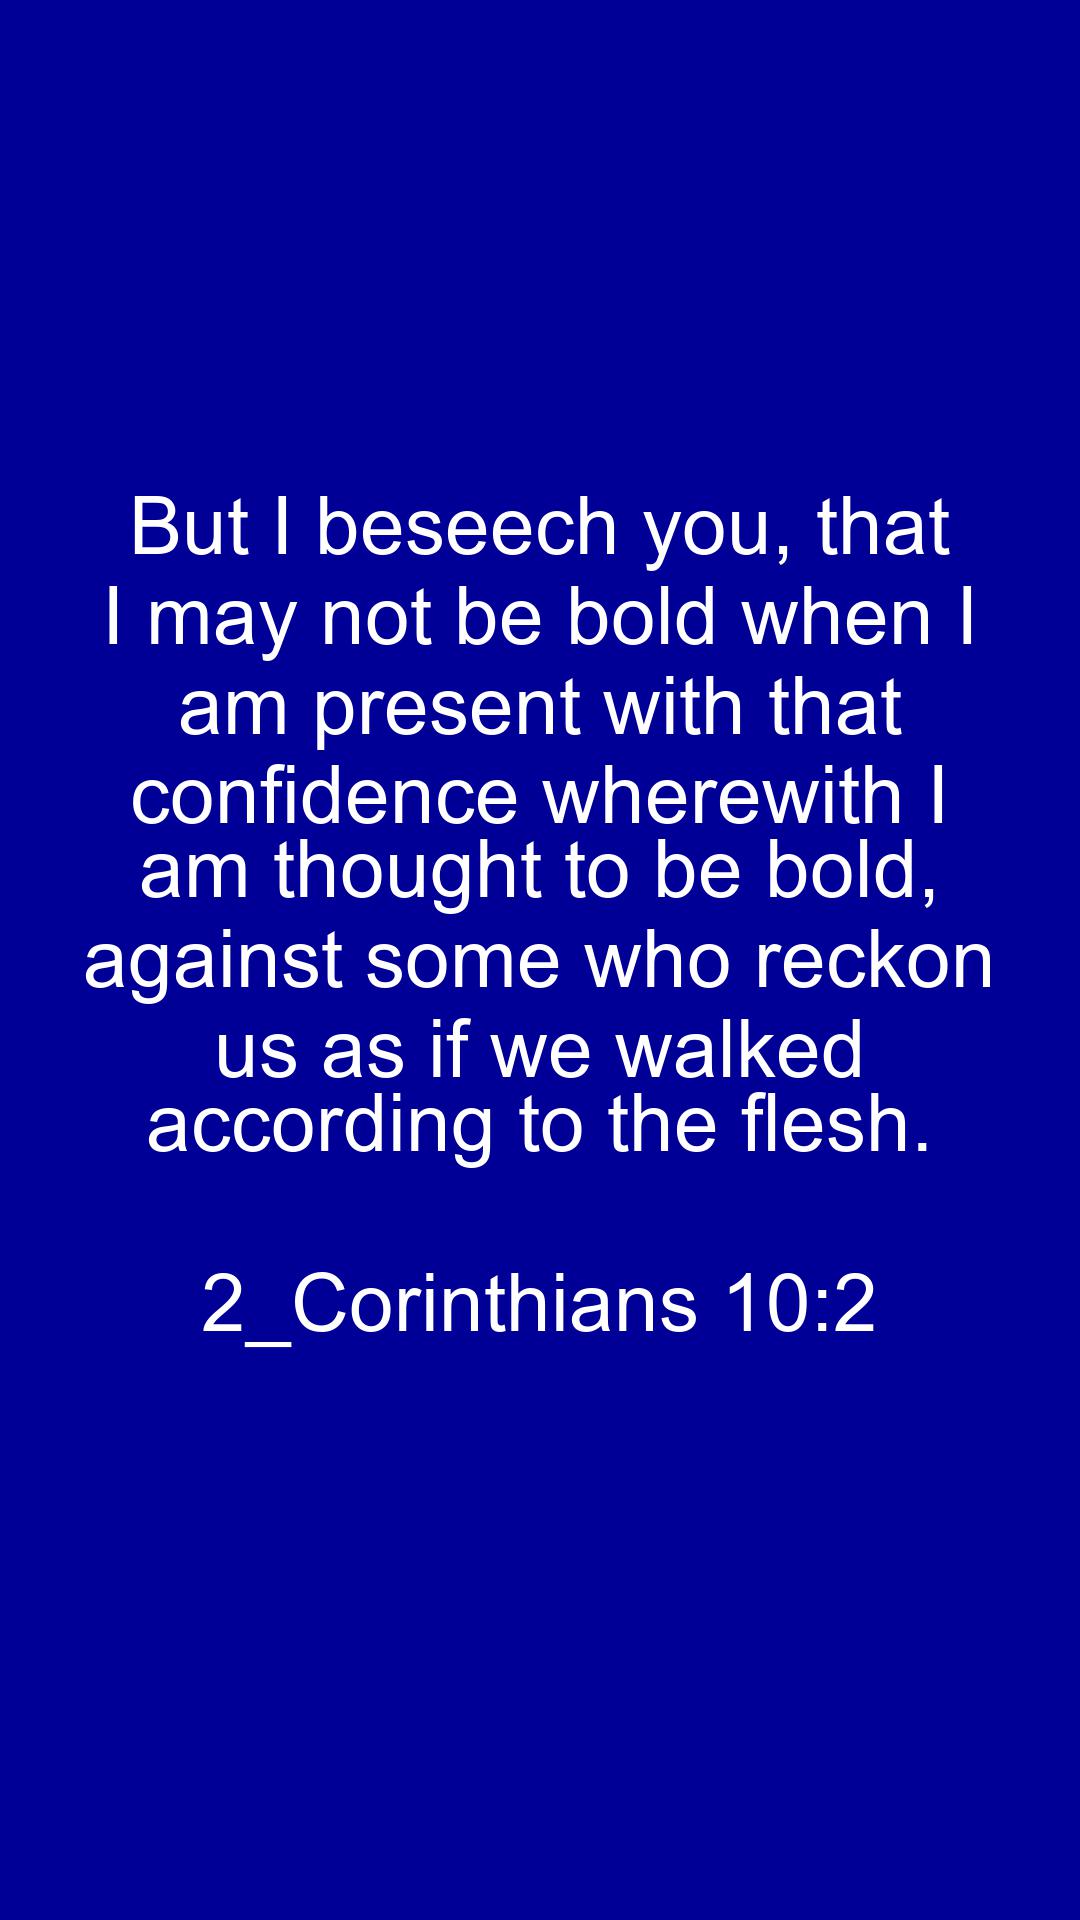 But I beseech you, that
I may not be bold when I
am present with that
confidence wherewith I
am thought to be bold,
against some who reckon
us as if we walked
according to the flesh.
2_Corinthians 10:2